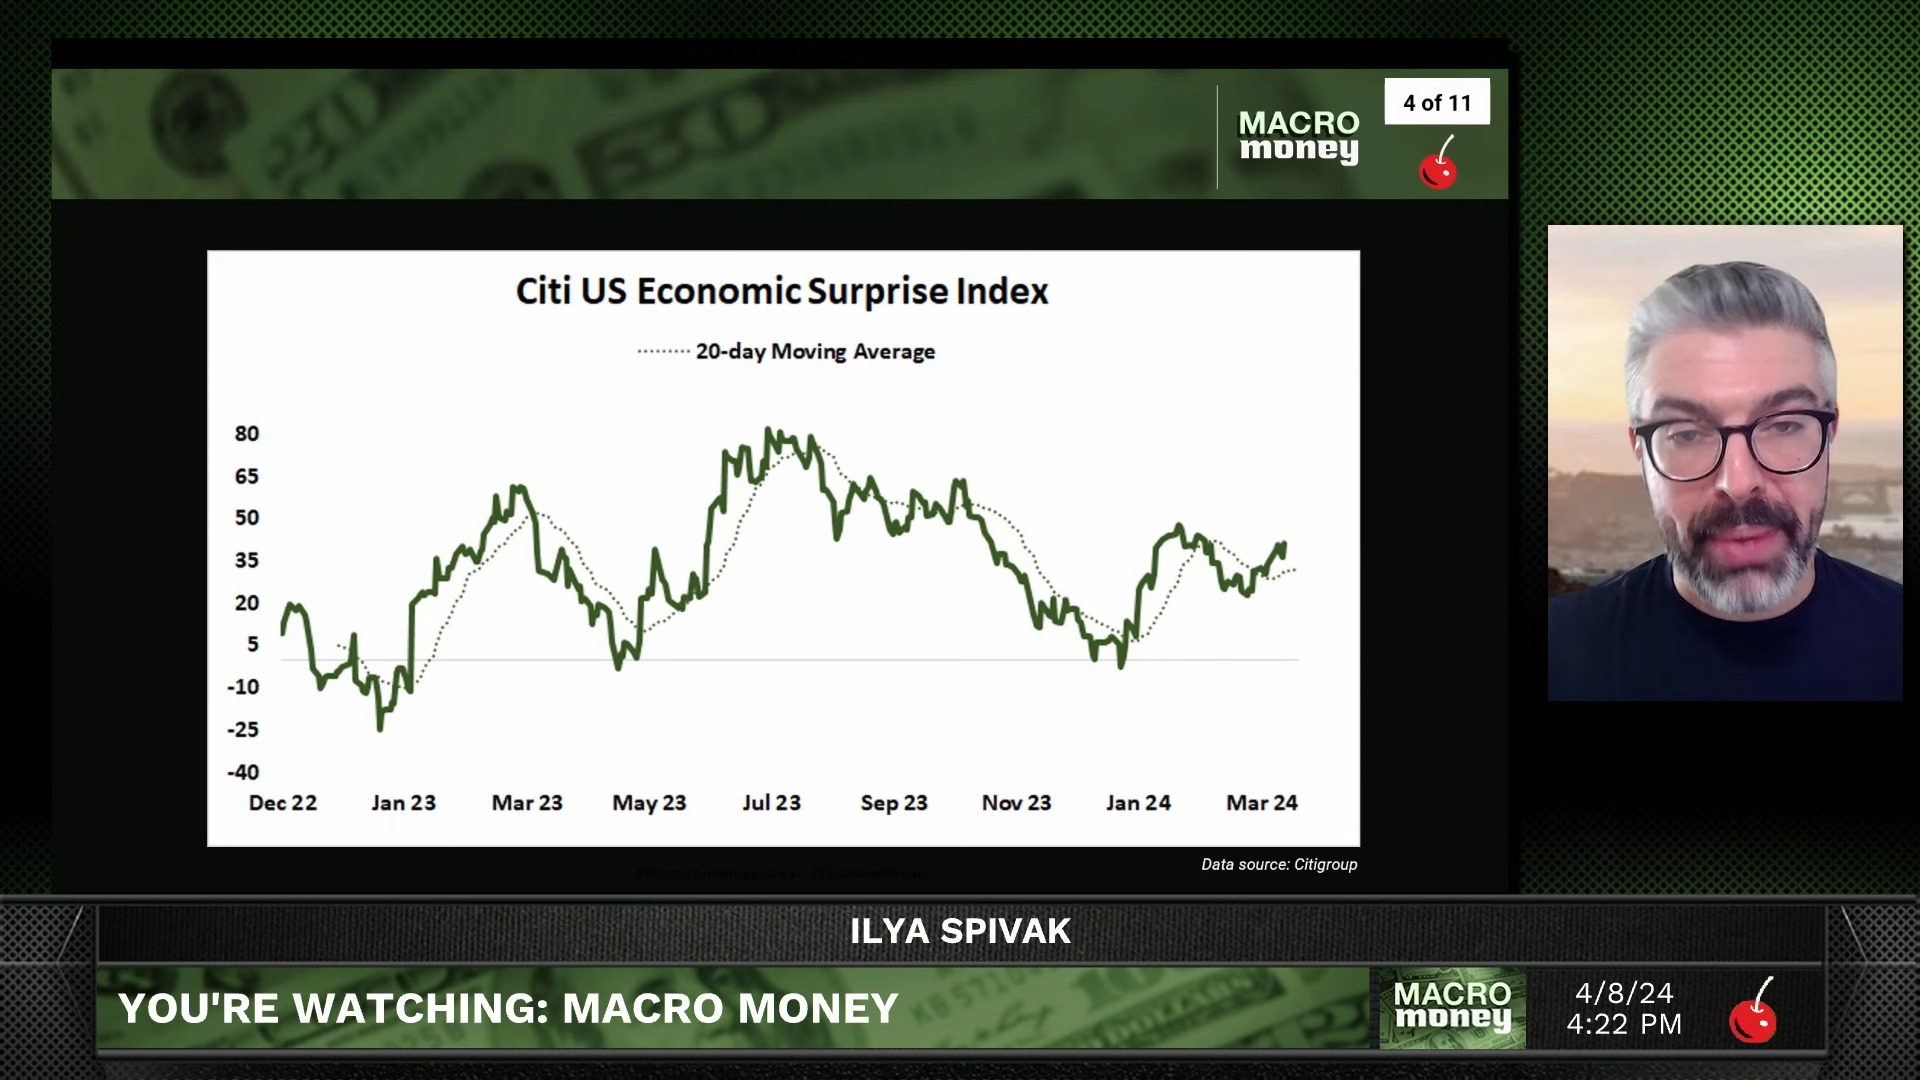 MACRO
money
4 of 11
Citi US Economic Surprise Index
20-day Moving Average
80
65
50
35
20
5
-10
-25
-40
Dec 22 Jan 23 Mar 23 May 23 Jul 23 Sep 23 Nov 23 Jan 24 Mar 24
Data source: Citigroup
ILYA SPIVAK
YOU'RE WATCHING: MACRO MONEY
MACRO
money
4/8/24
4:22 PM